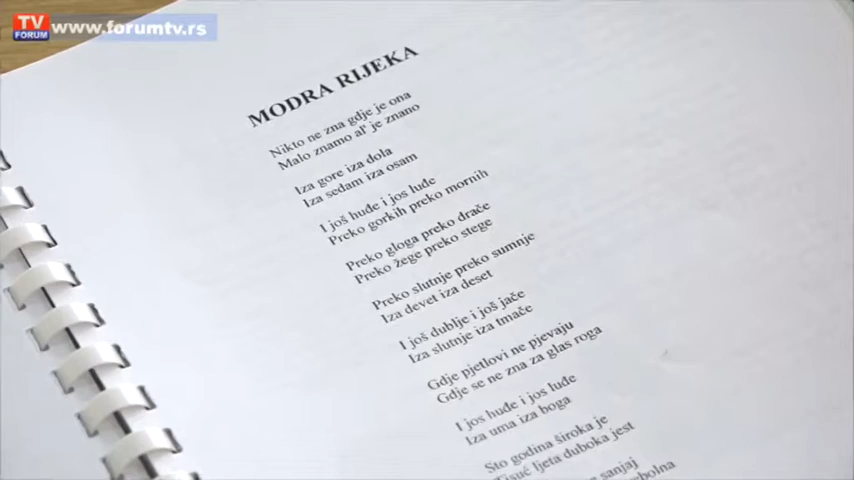 TV
FORUM
www.forumtv.rs
MODRA RIJEKA
Nikto ne zna gdje je ona
Malo znamo al' je znano
Iza gore iza dola
Iza sedam iza osam
I još huđe i jos luđe
Preko gorkih preko mornih
Preko gloga preko drače
Preko žege preko stege
Preko slutnje preko sumnje
Iza devet iza deset
I još dublje i još jače
Iza slutnje iza tmače
Gdje pjetlovi ne pjevaju
Gdje se ne zna za glas roga
I jos huđe i jos luđe
Iza uma iza boga
Sto godina široka je
Tisuć ljeta duboka jest
sanjaj